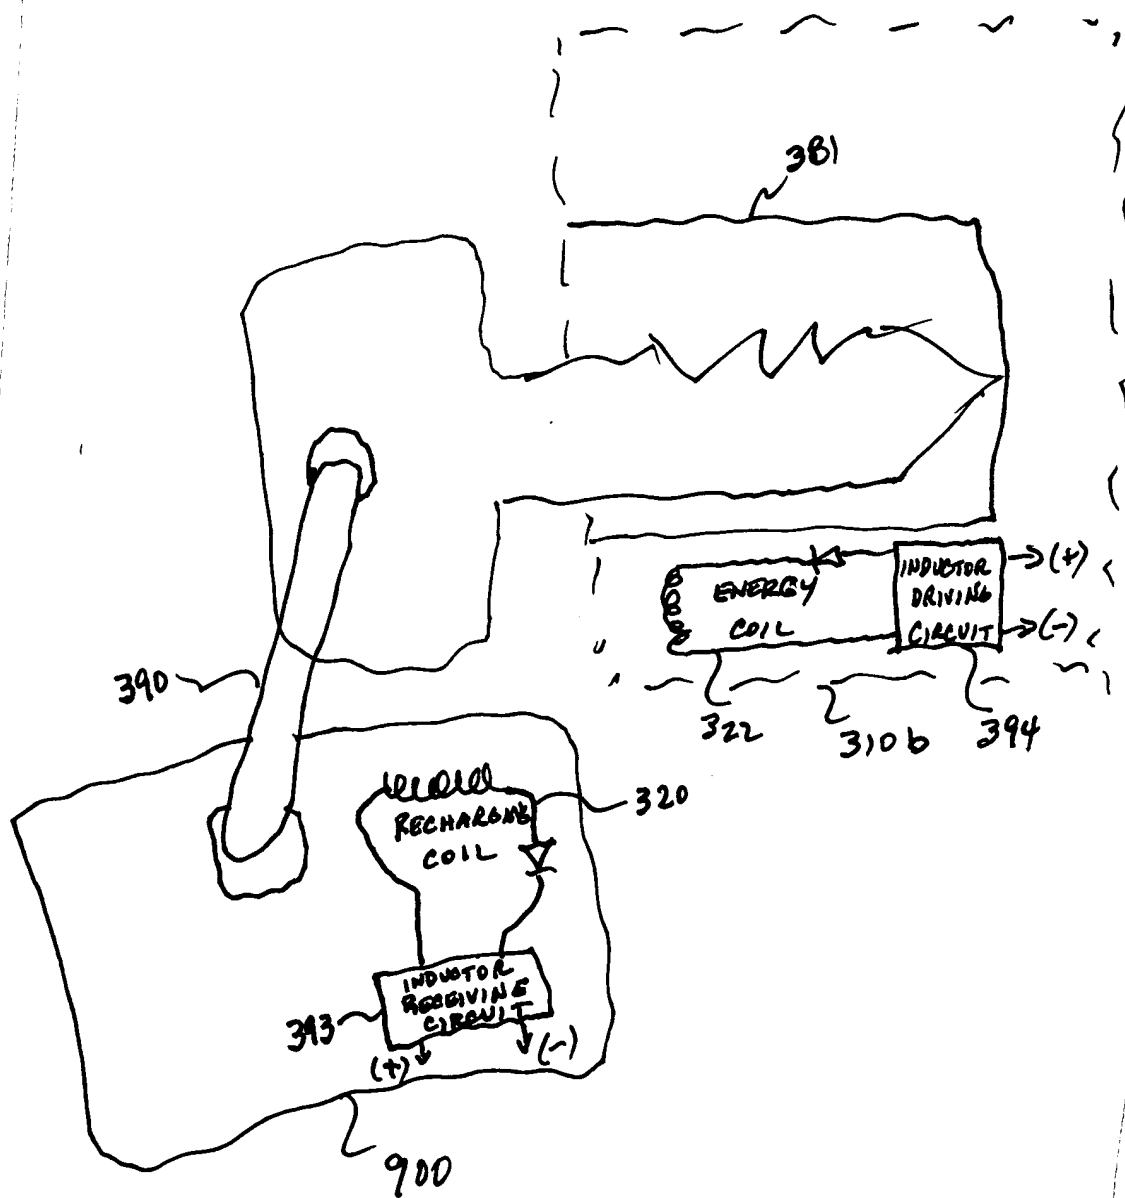 381
ENERGY
COIL
INDUCTOR
DRIVING
CIRCUIT
(+)
(-)
390
322
310b
394
RECHARGING
COIL
320
INDUCTOR
RECEIVING
CIRCUIT
393
(+)
(-)
900